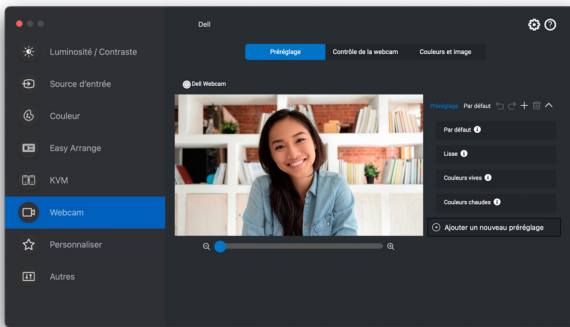 Dell
Luminosité / Contraste
Source d'entrée
Couleur
Easy Arrange
KVM
Webcam
Personnaliser
Autres
Préréglage
Contrôle de la webcam
Couleurs et image
Dell Webcam
Préréglage Par défaut
Par défaut
Lisse
Couleurs vives
Couleurs chaudes
Ajouter un nouveau préréglage